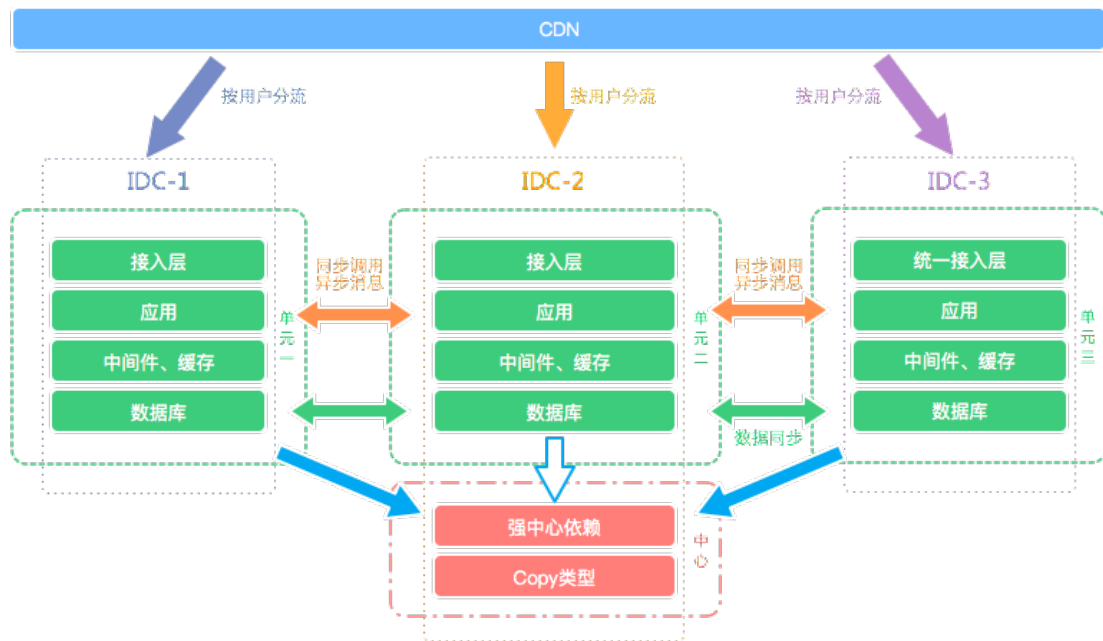 CDN
按用户分流
按用户分流
按用户分流
IDC-1
IDC-2
IDC-3
接入层
应用
中间件、缓存
数据库
单元一
同步调用
异步消息
接入层
应用
中间件、缓存
数据库
单元二
同步调用
异步消息
数据同步
统一接入层
应用
中间件、缓存
数据库
单元三
强中心依赖
Copy类型
中心